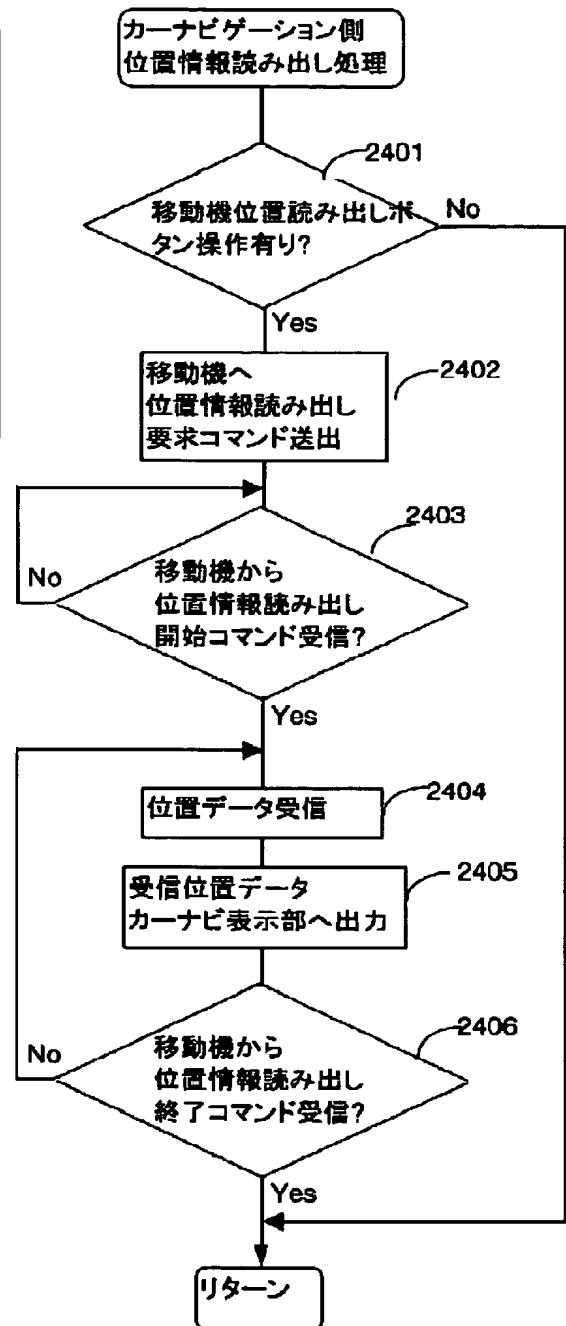 カーナビゲーション側
位置情報読み出し処理
2401
移動機位置読み出しボ
タン操作有り?
No
Yes
移動機へ
位置情報読み出し
要求コマンド送出
2402
2403
移動機から
位置情報読み出し
開始コマンド受信?
No
Yes
位置データ受信
2404
受信位置データ
カーナビ表示部へ出力
2405
2406
移動機から
位置情報読み出し
終了コマンド受信?
No
Yes
リターン